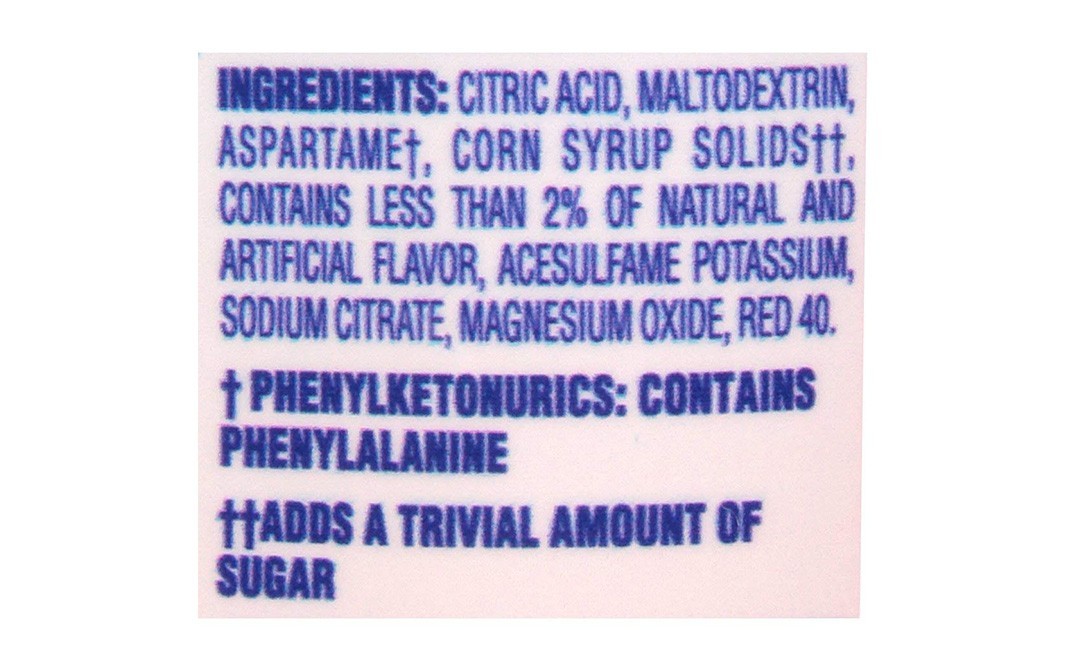 INGREDIENTS: CITRIC ACID, MALTODEXTRIN,
ASPARTAME†, CORN SYRUP SOLIDS††,
CONTAINS LESS THAN 2% OF NATURAL AND
ARTIFICIAL FLAVOR, ACESULFAME POTASSIUM,
SODIUM CITRATE, MAGNESIUM OXIDE, RED 40.
† PHENYLKETONURICS: CONTAINS
PHENYLALANINE
††ADDS A TRIVIAL AMOUNT OF
SUGAR